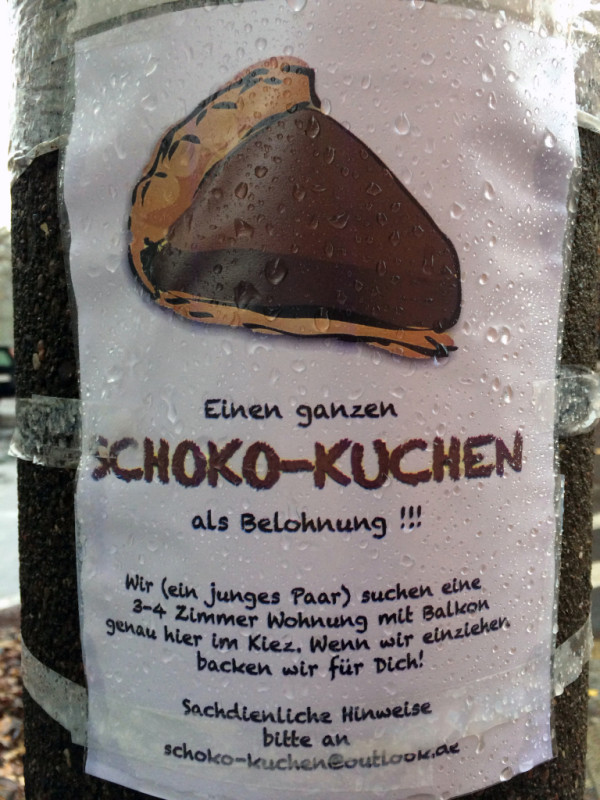 Einen ganzen
SCHOKO-KUCHEN
als Belohnung !!!
Wir (ein junges Paar) suchen eine
3-4 Zimmer Wohnung mit Balkon
genau hier im Kiez. Wenn wir einziehen,
backen wir für Dich!
Sachdienliche Hinweise
bitte an
schoko-kuchen@outlook.de